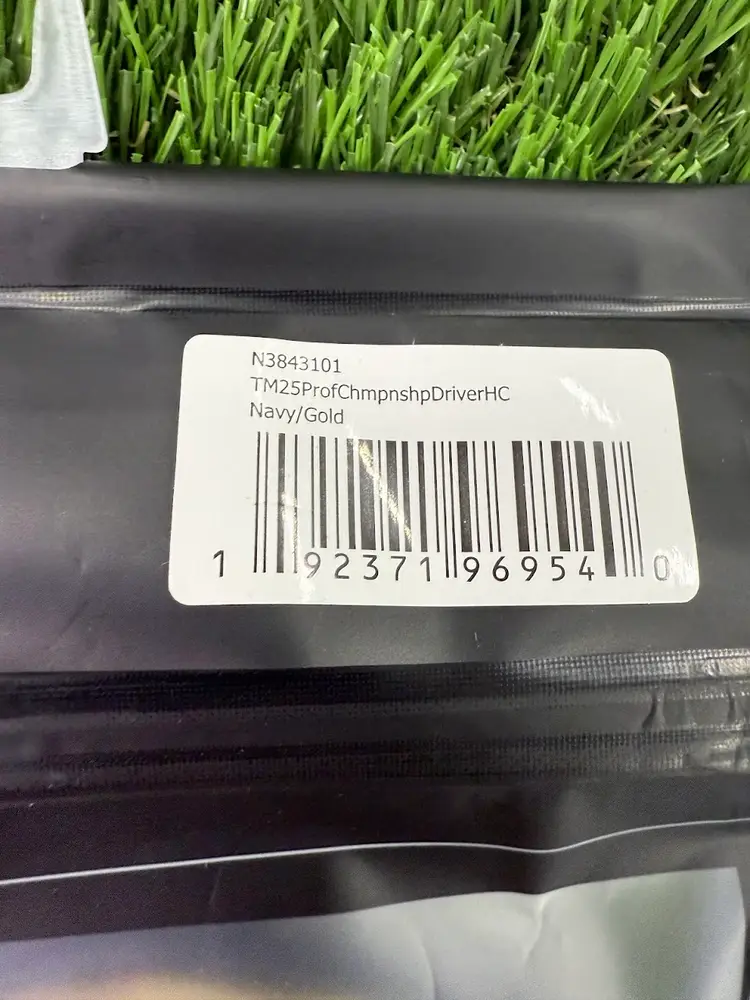 N3843101
TM25ProfChmpnshpDriverHC
Navy/Gold
1 92371 96954 0